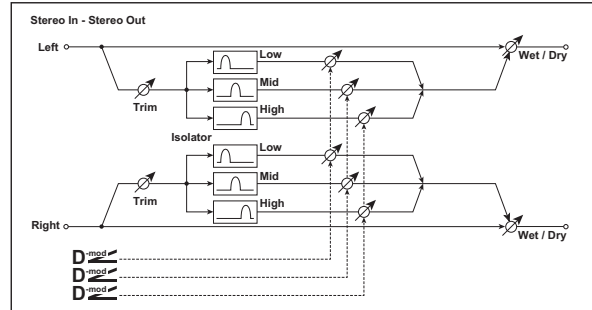 Stereo In - Stereo Out
Left
Wet / Dry
Low
Trim
Mid
High
Isolator
Low
Trim
Mid
High
Right
Wet / Dry
D-mod
D-mod
D-mod